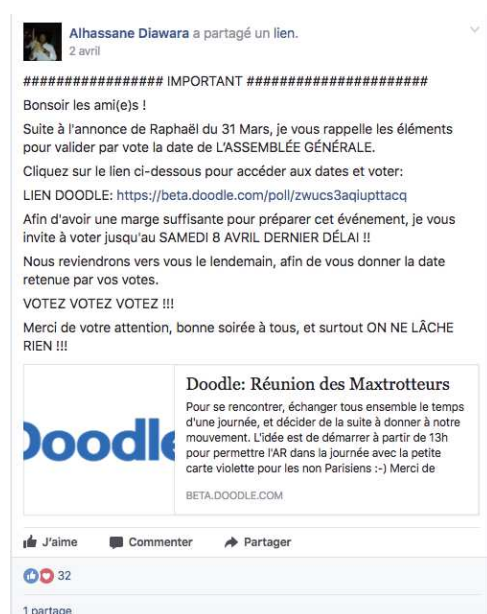 Alhassane Diawara a partagé un lien.
2 avril
################# IMPORTANT ######################
Bonsoir les ami(e)s !
Suite à l'annonce de Raphaël du 31 Mars, je vous rappelle les éléments
pour valider par vote la date de L'ASSEMBLÉE GÉNÉRALE.
Cliquez sur le lien ci-dessous pour accéder aux dates et voter:
LIEN DOODLE: https://beta.doodle.com/poll/zwucs3aqiupttacq
Afin d'avoir une marge suffisante pour préparer cet événement, je vous
invite à voter jusqu'au SAMEDI 8 AVRIL DERNIER DÉLAI !!
Nous reviendrons vers vous le lendemain, afin de vous donner la date
retenue par vos votes.
VOTEZ VOTEZ VOTEZ !!!
Merci de votre attention, bonne soirée à tous, et surtout ON NE LÂCHE
RIEN !!!
Doodle
Doodle: Réunion des Maxtrotteurs
Pour se rencontrer, échanger tous ensemble le temps
d'une journée, et décider de la suite à donner à notre
mouvement. L'idée est de démarrer à partir de 13h
pour permettre l'AR dans la journée avec la petite
carte violette pour les non Parisiens :-) Merci de
BETA.DOODLE.COM
J'aime Commenter Partager
32
1 partage